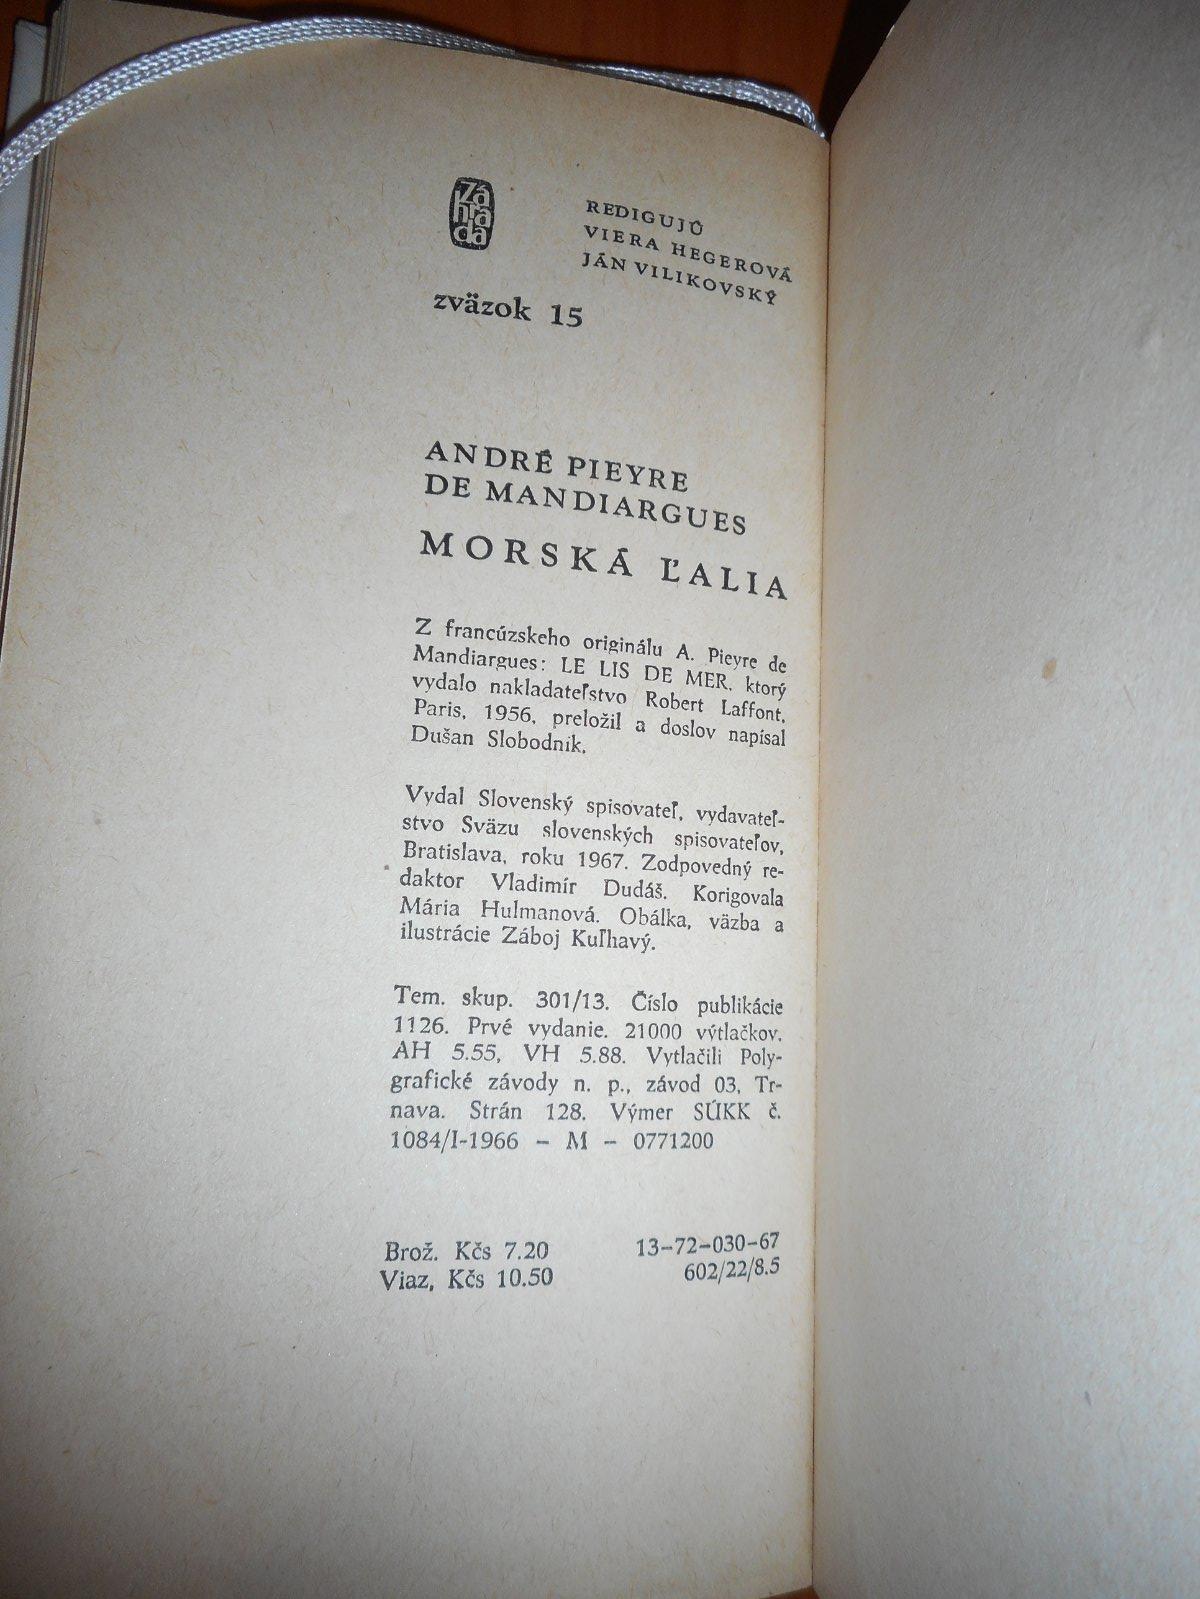 Záhrada
REDIGUJÚ
VIERA HEGEROVÁ
JÁN VILIKOVSKÝ
zväzok 15
ANDRÉ PIEYRE
DE MANDIARGUES
MORSKÁ ĽALIA
Z francúzskeho originálu A. Pieyre de
Mandiargues: LE LIS DE MER, ktorý
vydalo nakladateľstvo Robert Laffont,
Paris, 1956, preložil a doslov napísal
Dušan Slobodník.
Vydal Slovenský spisovateľ, vydavateľ-
stvo Sväzu slovenských spisovateľov,
Bratislava, roku 1967. Zodpovedný re-
daktor Vladimír Dudáš. Korigovala
Mária Hulmanová. Obálka, väzba a
ilustrácie Záboj Kuľhavý.
Tem. skup. 301/13. Číslo publikácie
1126. Prvé vydanie. 21000 výtlačkov.
AH 5.55, VH 5.88. Vytlačili Poly-
grafické závody n. p., závod 03, Tr-
nava. Strán 128. Výmer SÚKK č.
1084/I-1966 – M – 0771200
Brož. Kčs 7.20 13-72-030-67
Viaz, Kčs 10.50 602/22/8.5